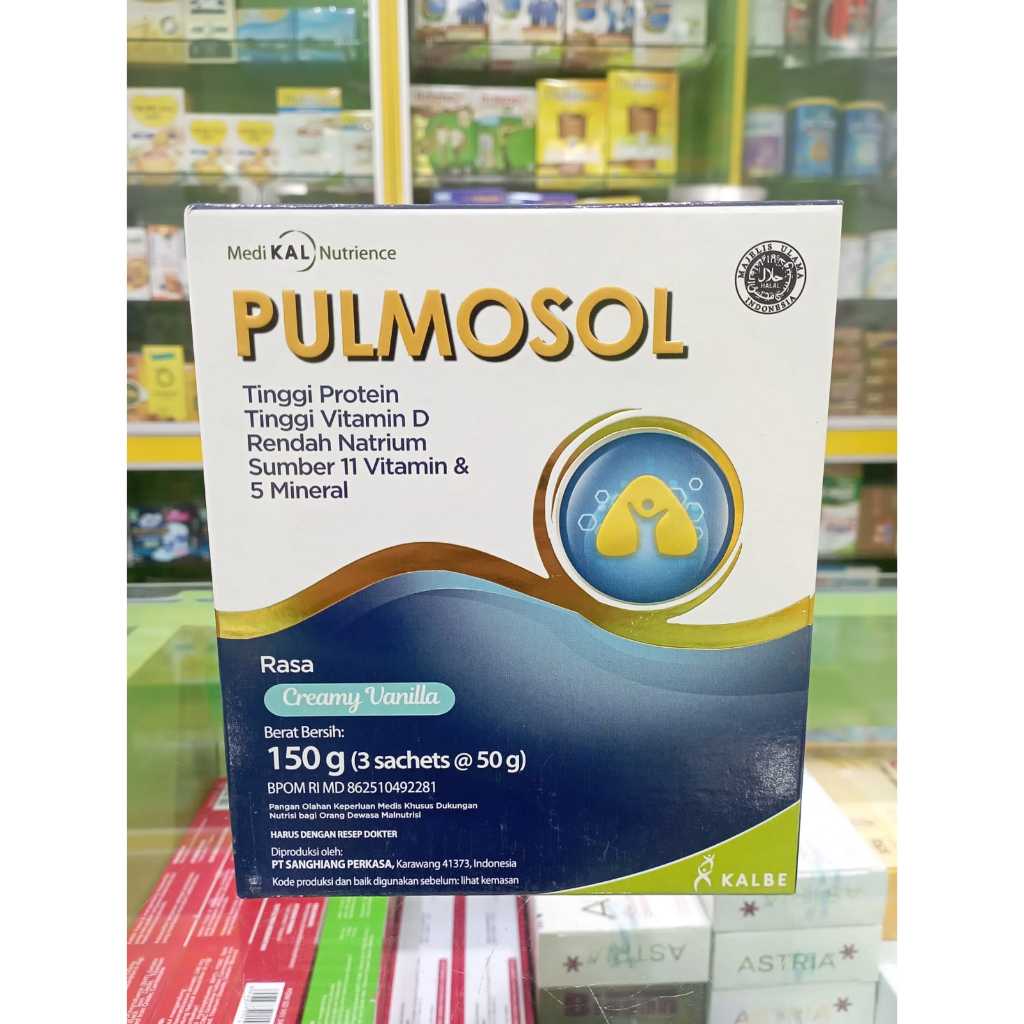 Medi KAL Nutrience
MAJELIS ULAMA
حلال
HALAL
INDONESIA
PULMOSOL
Tinggi Protein
Tinggi Vitamin D
Rendah Natrium
Sumber 11 Vitamin &
5 Mineral
Rasa
Creamy Vanilla
Berat Bersih:
150 g (3 sachets @ 50 g)
BPOM RI MD 862510492281
Pangan Olahan Keperluan Medis Khusus Dukungan
Nutrisi bagi Orang Dewasa Malnutrisi
HARUS DENGAN RESEP DOKTER
Diproduksi oleh:
PT SANGHIANG PERKASA, Karawang 41373, Indonesia
Kode produksi dan baik digunakan sebelum: lihat kemasan
KALBE
ASTRIA